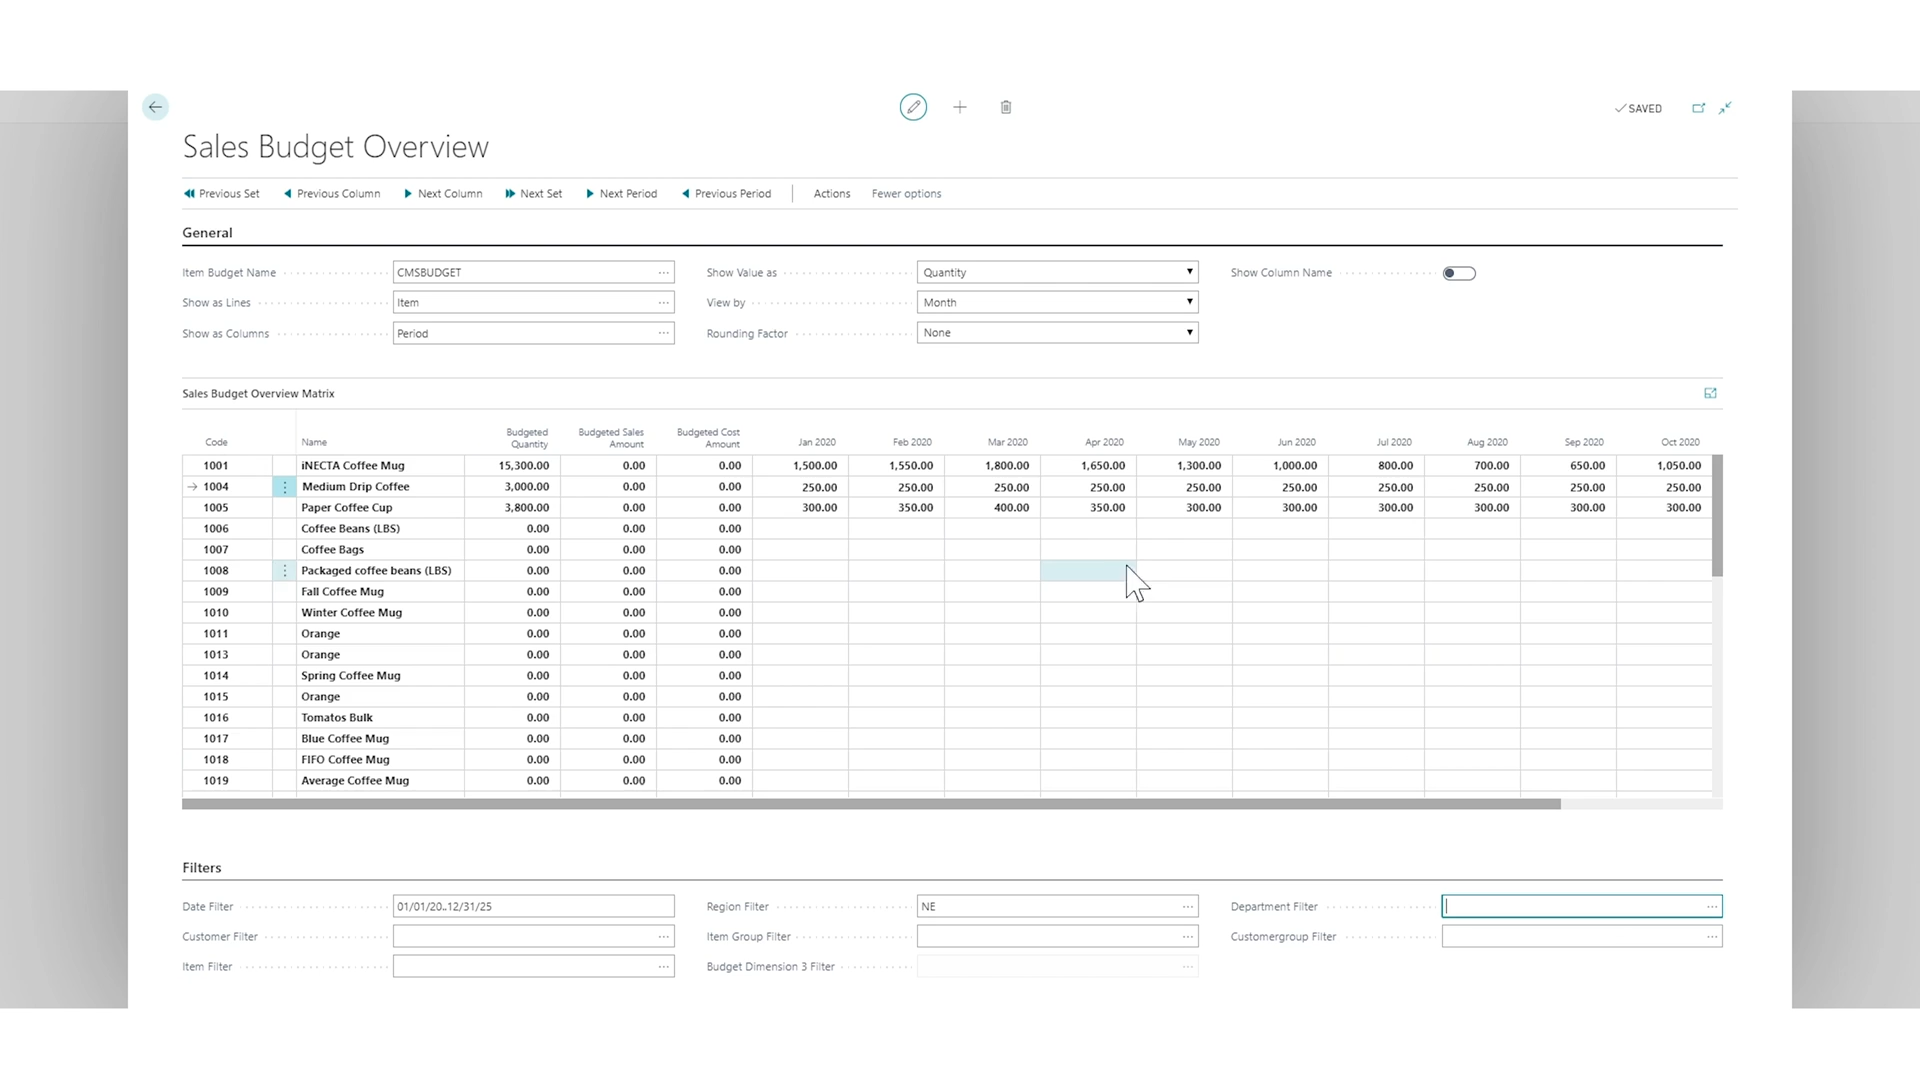 SAVED
Sales Budget Overview
Previous Set Previous Column Next Column Next Set Next Period Previous Period Actions Fewer options
General
Item Budget Name CMSBUDGET Show Value as Quantity Show Column Name
Show as Lines Item View by Month
Show as Columns Period Rounding Factor None
Sales Budget Overview Matrix
Code Name Budgeted Quantity Budgeted Sales Amount Budgeted Cost Amount Jan 2020 Feb 2020 Mar 2020 Apr 2020 May 2020 Jun 2020 Jul 2020 Aug 2020 Sep 2020 Oct 2020
1001 iNECTA Coffee Mug 15,300.00 0.00 0.00 1,500.00 1,550.00 1,800.00 1,650.00 1,300.00 1,000.00 800.00 700.00 650.00 1,050.00
1004 Medium Drip Coffee 3,000.00 0.00 0.00 250.00 250.00 250.00 250.00 250.00 250.00 250.00 250.00 250.00 250.00
1005 Paper Coffee Cup 3,800.00 0.00 0.00 300.00 350.00 400.00 350.00 300.00 300.00 300.00 300.00 300.00 300.00
1006 Coffee Beans (LBS) 0.00 0.00 0.00
1007 Coffee Bags 0.00 0.00 0.00
1008 Packaged coffee beans (LBS) 0.00 0.00 0.00
1009 Fall Coffee Mug 0.00 0.00 0.00
1010 Winter Coffee Mug 0.00 0.00 0.00
1011 Orange 0.00 0.00 0.00
1013 Orange 0.00 0.00 0.00
1014 Spring Coffee Mug 0.00 0.00 0.00
1015 Orange 0.00 0.00 0.00
1016 Tomatos Bulk 0.00 0.00 0.00
1017 Blue Coffee Mug 0.00 0.00 0.00
1018 FIFO Coffee Mug 0.00 0.00 0.00
1019 Average Coffee Mug 0.00 0.00 0.00
Filters
Date Filter 01/01/20..12/31/25 Region Filter NE Department Filter
Customer Filter Item Group Filter Customergroup Filter
Item Filter Budget Dimension 3 Filter